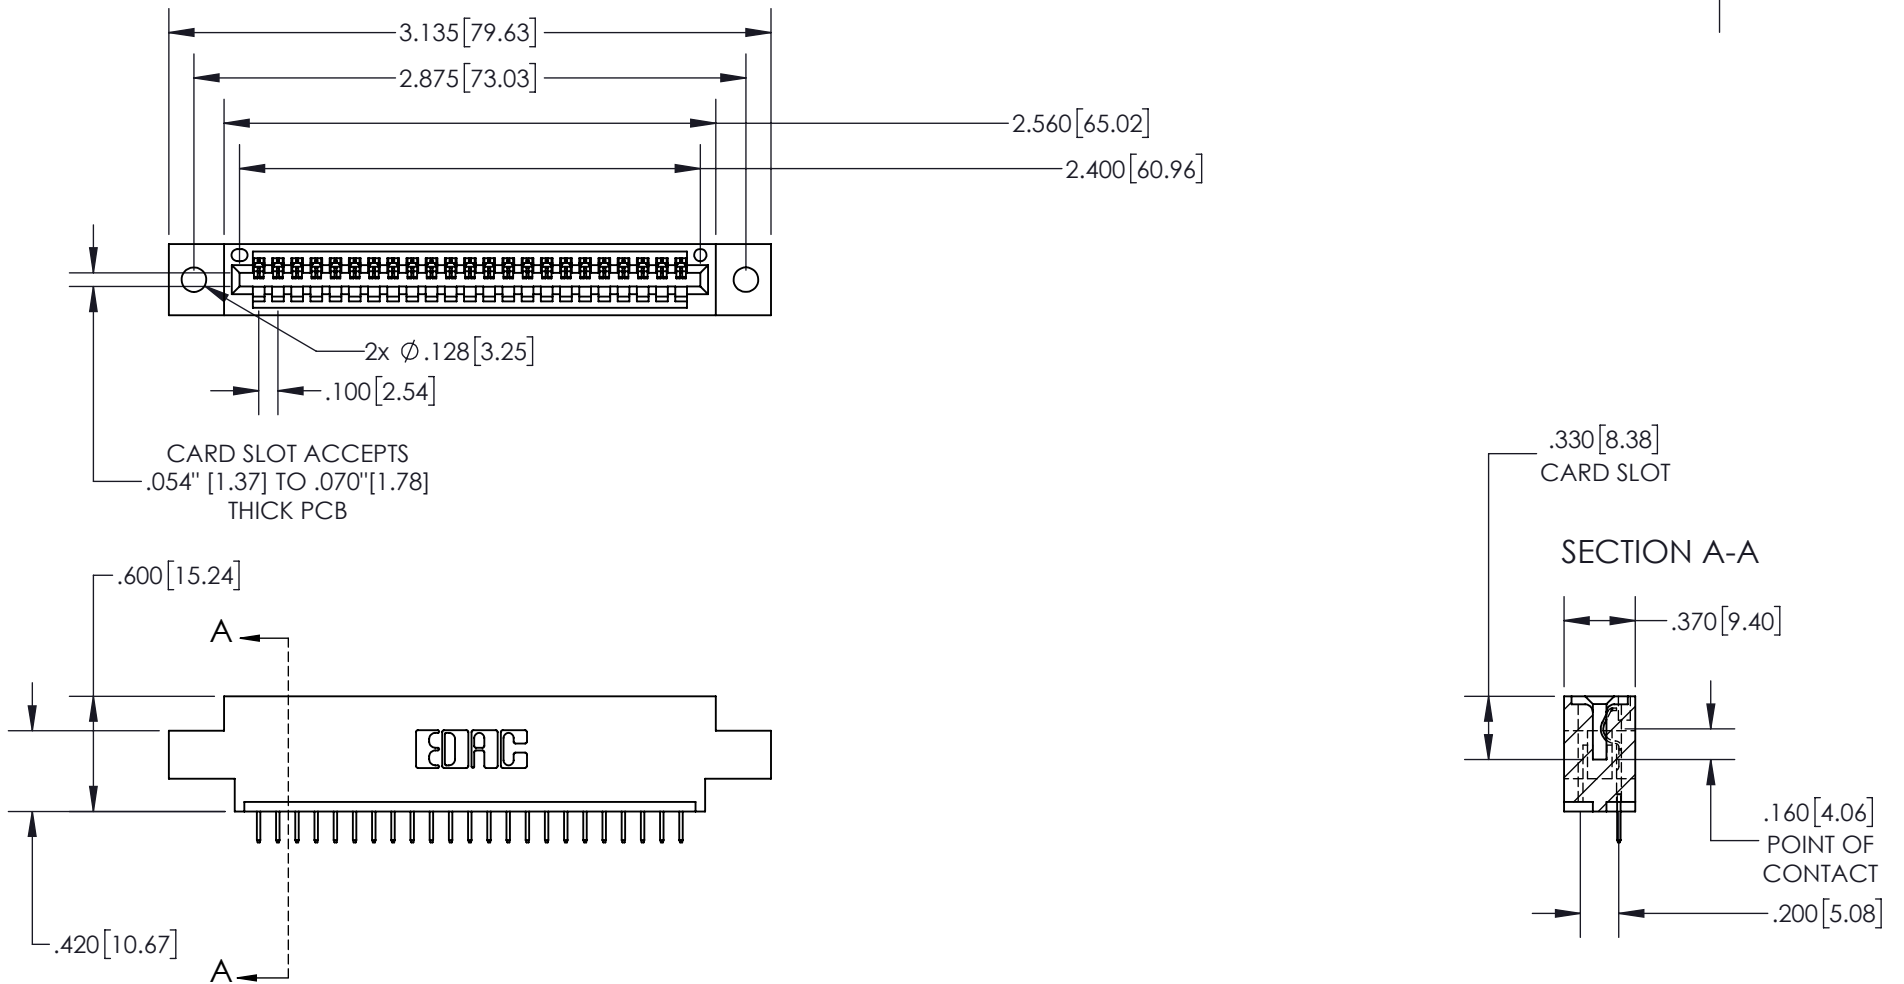 3.135[79.63]
2.875[73.03]
2.560[65.02]
2.400[60.96]
2x Ø.128[3.25]
.100[2.54]
CARD SLOT ACCEPTS
.054" [1.37] TO .070"[1.78]
THICK PCB
.330[8.38]
CARD SLOT
SECTION A-A
.600[15.24]
.370[9.40]
A
EDAC
.160[4.06]
POINT OF
CONTACT
.200[5.08]
.420[10.67]
A